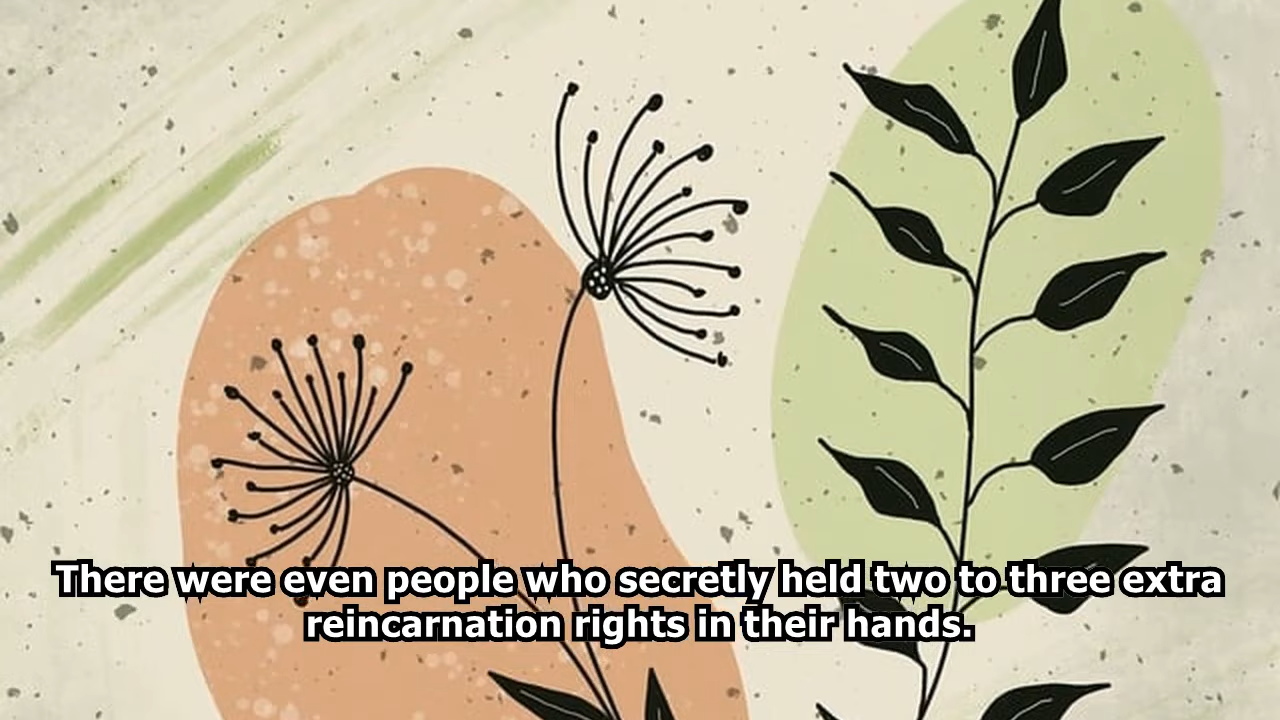 There were even people who secretly held two to three extra
reincarnation rights in their hands.